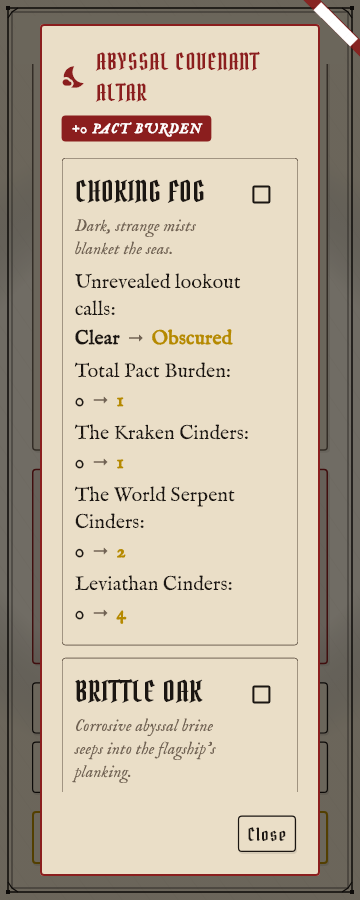 ABYSSAL COVENANT
ALTAR
+0 PACT BURDEN
CHOKING FOG
Dark, strange mists
blanket the seas.
Unrevealed lookout
calls:
Clear → Obscured
Total Pact Burden:
0 → 1
The Kraken Cinders:
0 → 1
The World Serpent
Cinders:
0 → 2
Leviathan Cinders:
0 → 4
BRITTLE OAK
Corrosive abyssal brine
seeps into the flagship's
planking.
Close